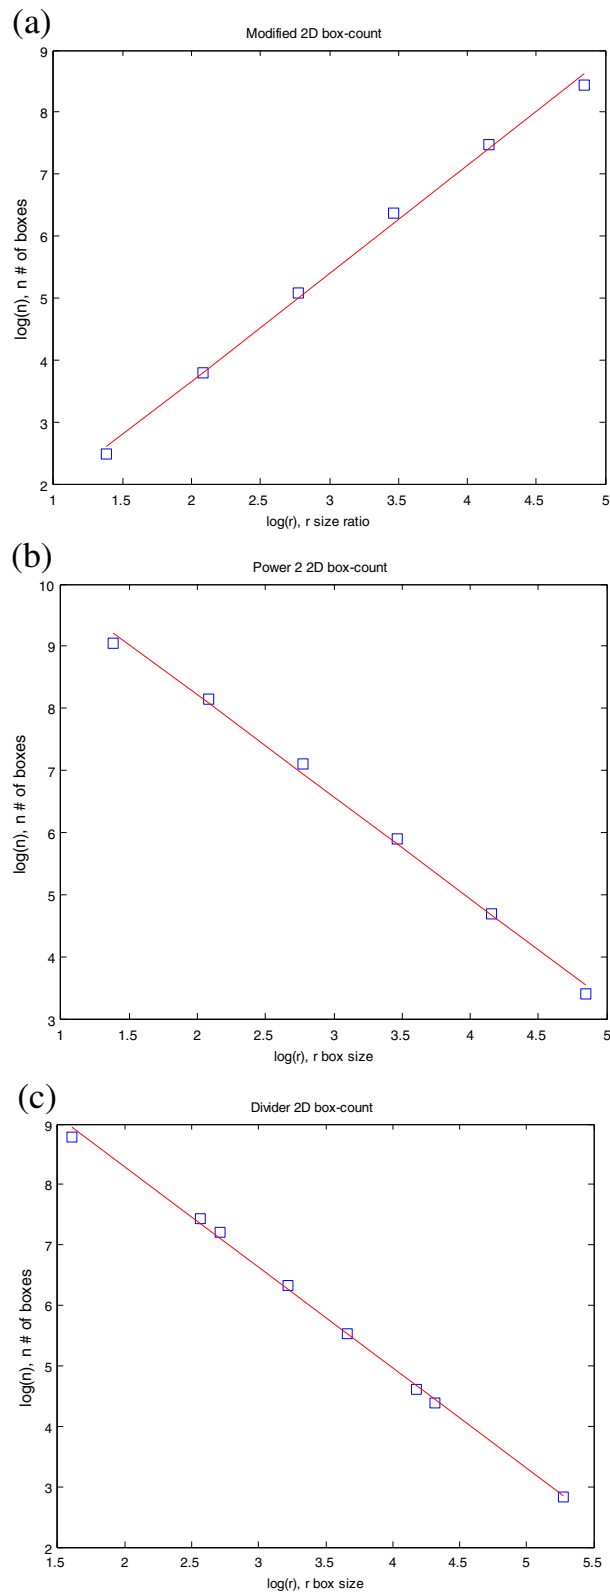 (a)
Modified 2D box-count
9
8
7
6
5
4
3
2
log(n), n # of boxes
1 1.5 2 2.5 3 3.5 4 4.5 5
log(r), r size ratio
(b)
Power 2 2D box-count
10
9
8
7
6
5
4
3
log(n), n # of boxes
1 1.5 2 2.5 3 3.5 4 4.5 5
log(r), r box size
(c)
Divider 2D box-count
9
8
7
6
5
4
3
2
log(n), n # of boxes
1.5 2 2.5 3 3.5 4 4.5 5 5.5
log(r), r box size